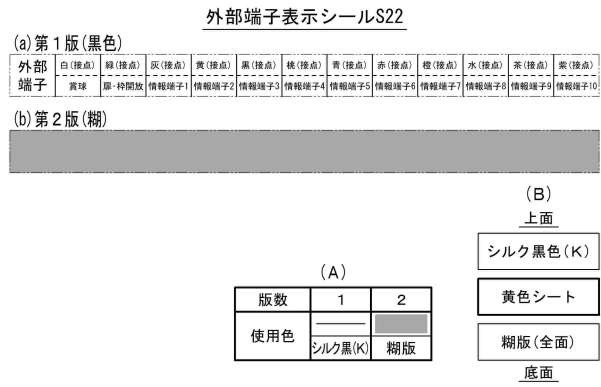 外部端子表示シールS22
(a)第1版(黒色)
外部端子 白(接点) 緑(接点) 灰(接点) 黄(接点) 黒(接点) 桃(接点) 青(接点) 赤(接点) 橙(接点) 水(接点) 茶(接点) 紫(接点)
賞球 扉・枠開放 情報端子1 情報端子2 情報端子3 情報端子4 情報端子5 情報端子6 情報端子7 情報端子8 情報端子9 情報端子10
(b)第2版(糊)
(A)
版数 1 2
使用色 シルク黒(K) 糊版
(B)
上面
シルク黒色(K)
黄色シート
糊版(全面)
底面